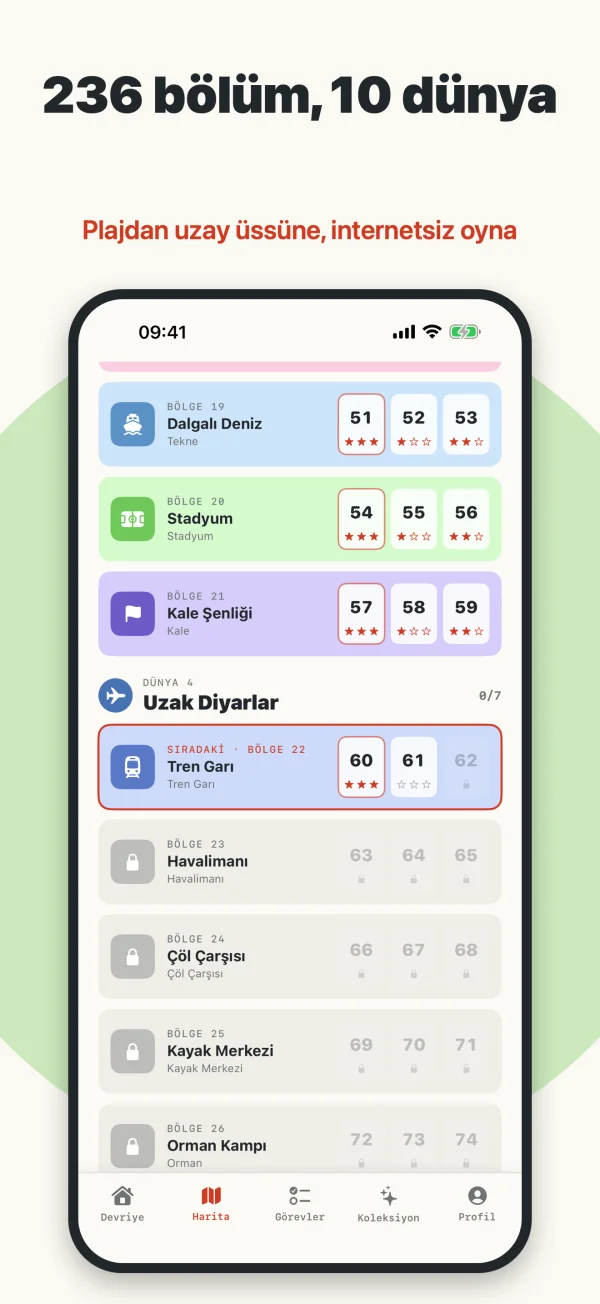 236 bölüm, 10 dünya
Plajdan uzay üssüne, internetsiz oyna
09:41
BÖLGE 19
Dalgalı Deniz
Tekne
51 52 53
BÖLGE 20
Stadyum
Stadyum
54 55 56
BÖLGE 21
Kale Şenliği
Kale
57 58 59
DÜNYA 4
Uzak Diyarlar
0/7
SIRADAKİ · BÖLGE 22
Tren Garı
Tren Garı
60 61 62
BÖLGE 23
Havalimanı
Havalimanı
63 64 65
BÖLGE 24
Çöl Çarşısı
Çöl Çarşısı
66 67 68
BÖLGE 25
Kayak Merkezi
Kayak Merkezi
69 70 71
BÖLGE 26
Orman Kampı
Orman
72 73 74
Devriye Harita Görevler Koleksiyon Profil